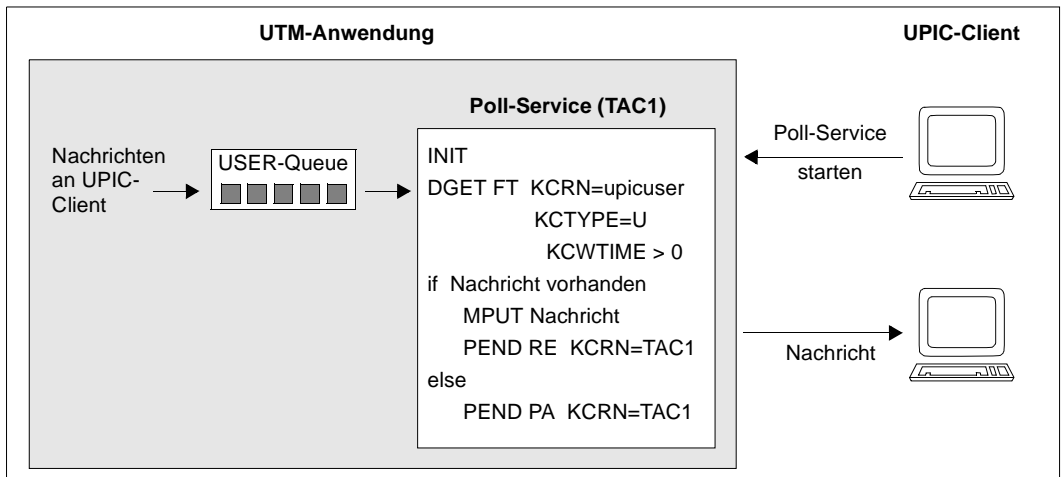 UTM-Anwendung
UPIC-Client
Poll-Service (TAC1)
Nachrichten
an UPIC-
Client
USER-Queue
INIT
DGET FT KCRN=upicuser
KCTYPE=U
KCWTIME > 0
if Nachricht vorhanden
MPUT Nachricht
PEND RE KCRN=TAC1
else
PEND PA KCRN=TAC1
Poll-Service
starten
Nachricht